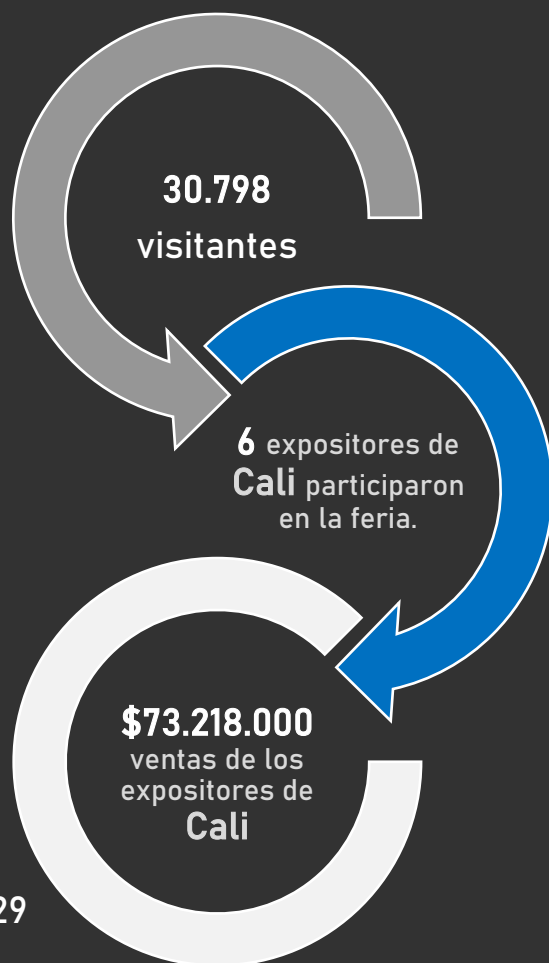 30.798
visitantes
6 expositores de
Cali participaron
en la feria.
$73.218.000
ventas de los
expositores de
Cali
29